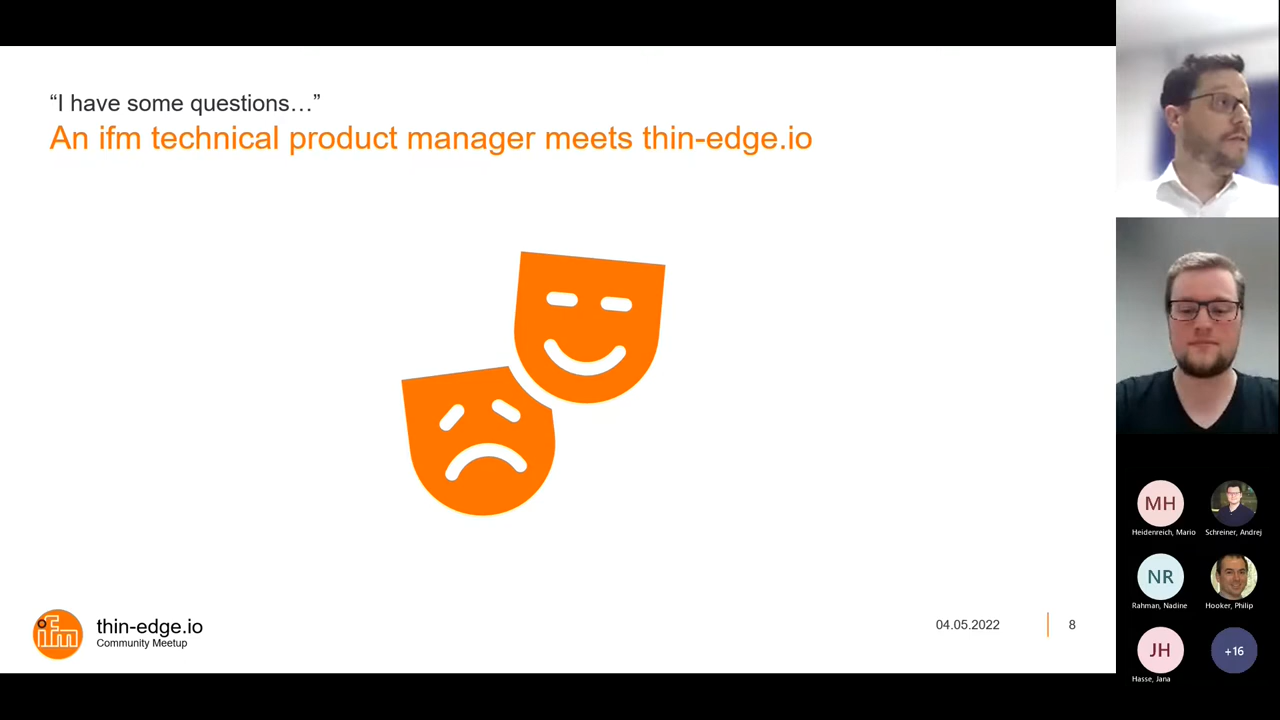 “I have some questions…”
An ifm technical product manager meets thin-edge.io
ifm
thin-edge.io
Community Meetup
04.05.2022
8
MH
Heidenreich, Mario
Schreiner, Andrej
NR
Rahman, Nadine
Hooker, Philip
JH
Hasse, Jana
+16